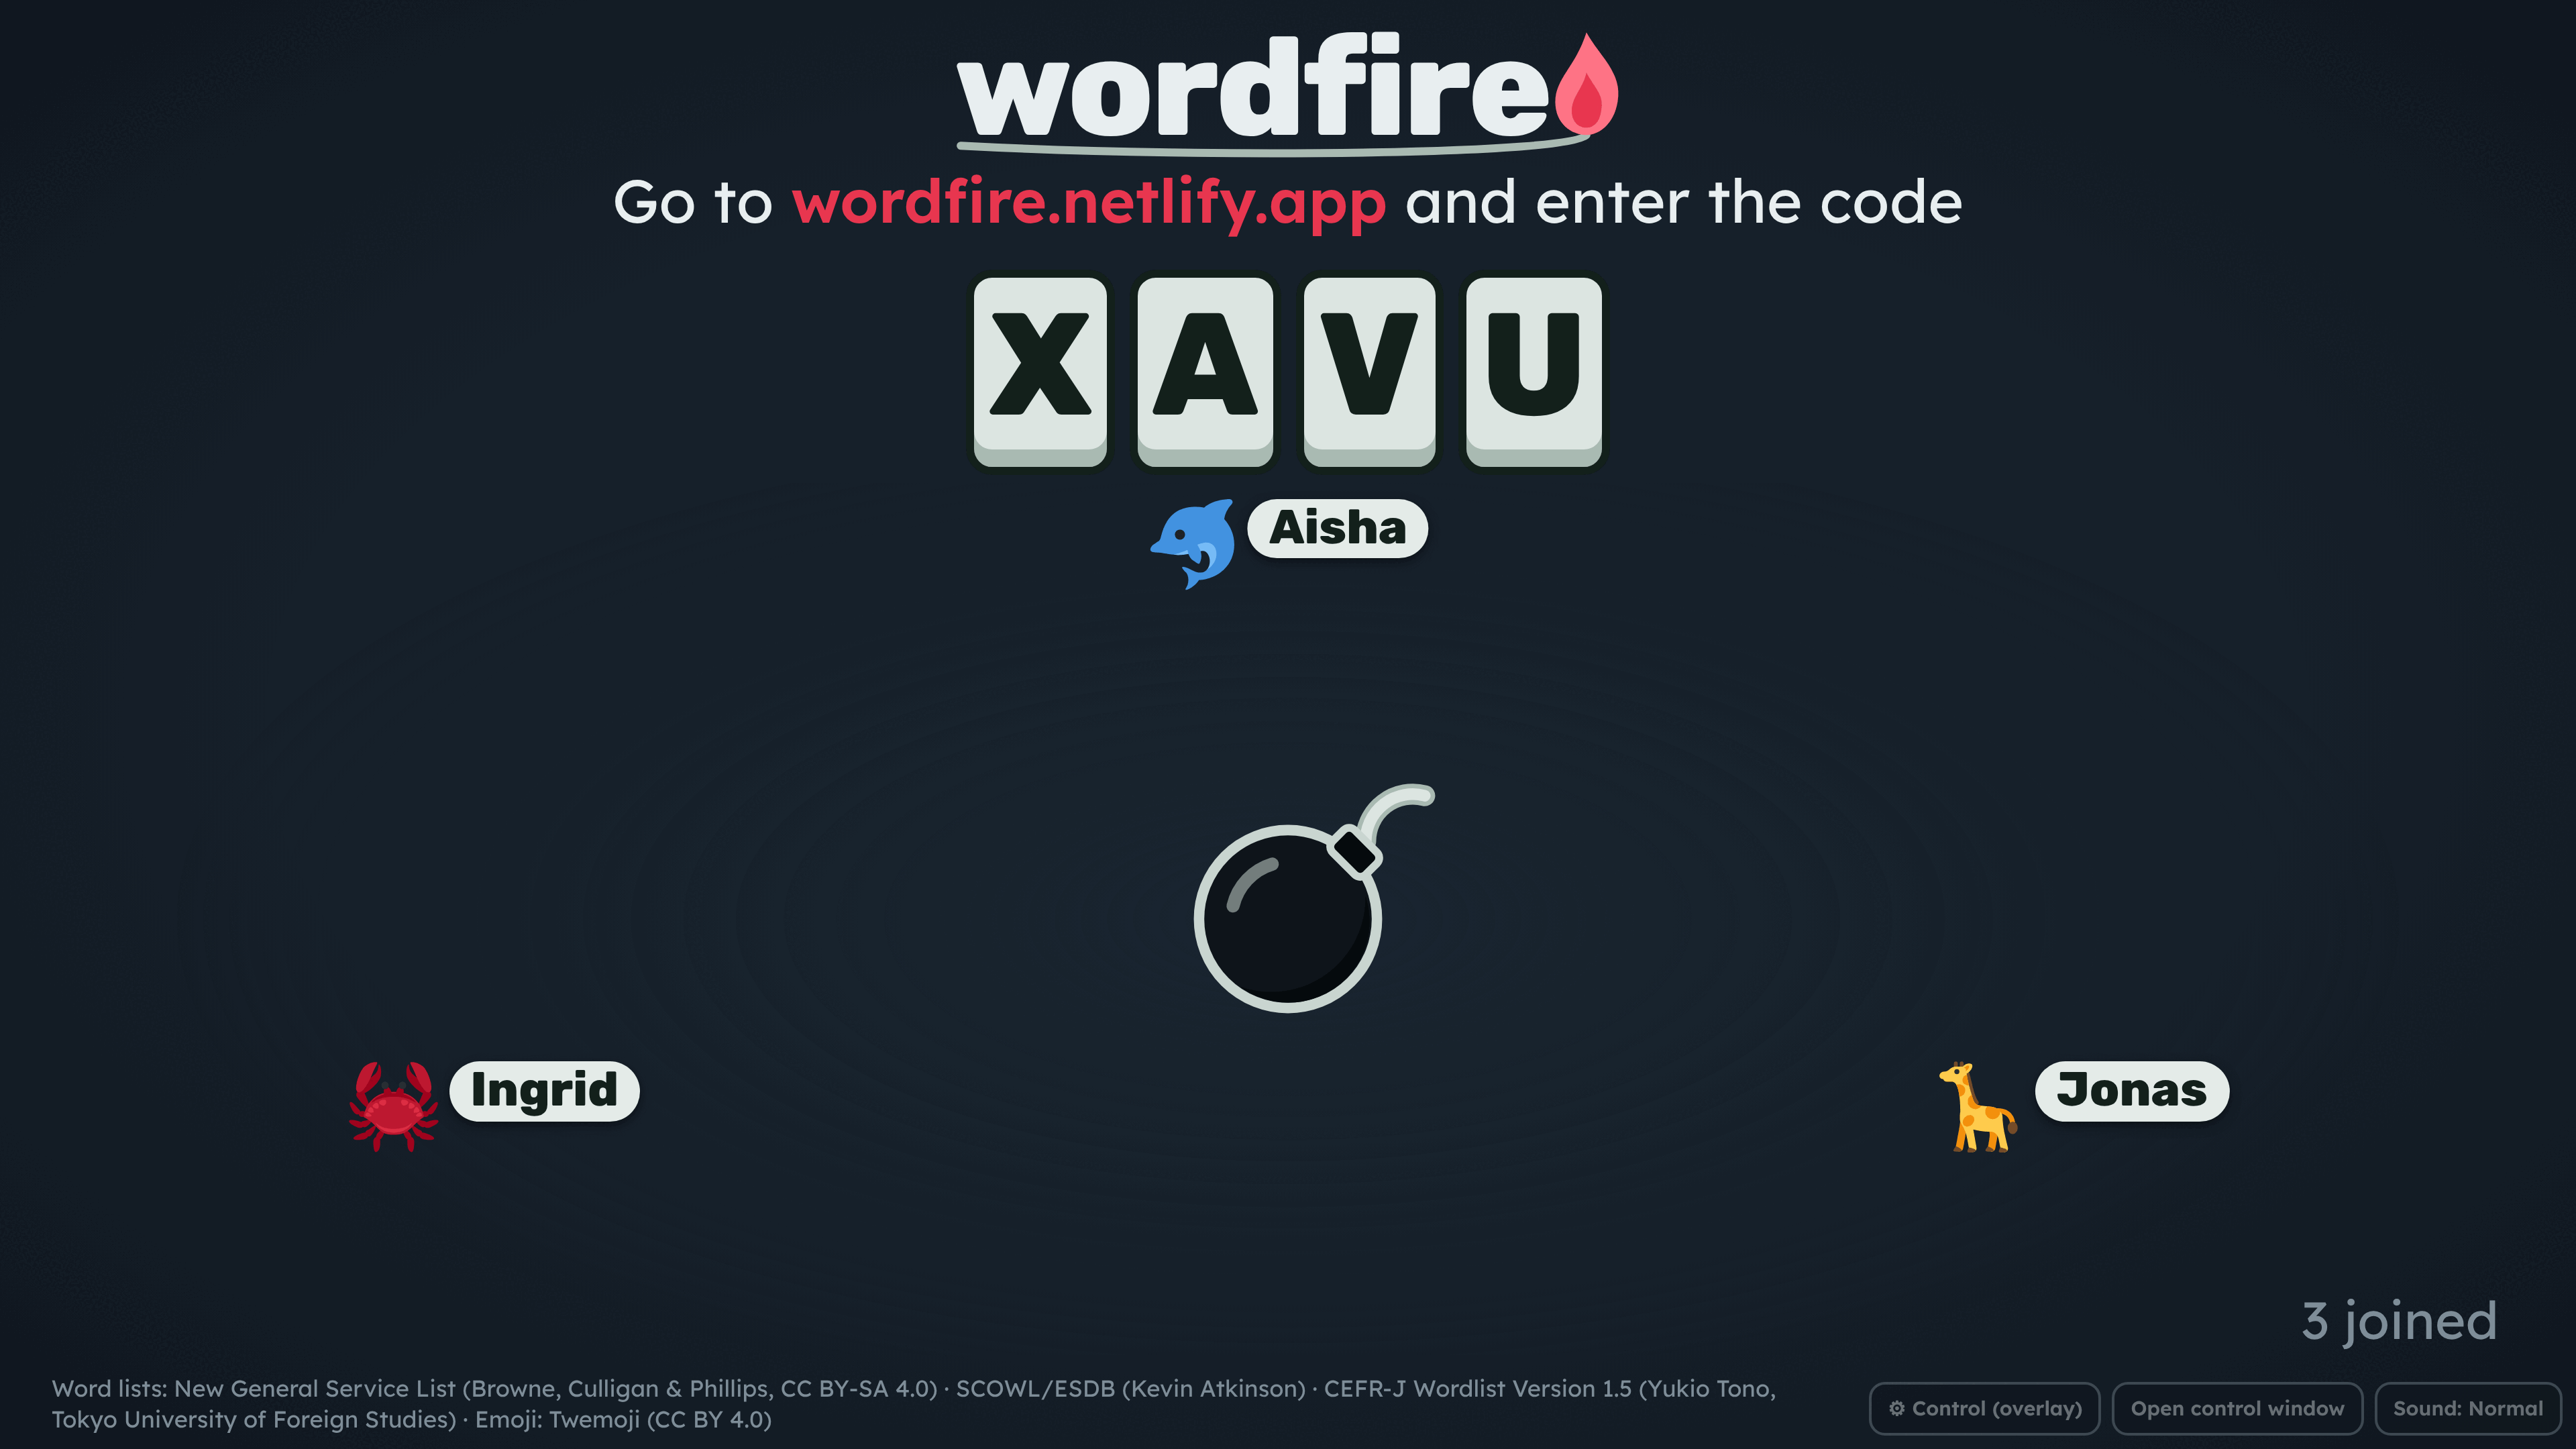 wordfire
Go to wordfire.netlify.app and enter the code
XAVU
Aisha
Ingrid
Jonas
3 joined
Word lists: New General Service List (Browne, Culligan & Phillips, CC BY-SA 4.0) · SCOWL/ESDB (Kevin Atkinson) · CEFR-J Wordlist Version 1.5 (Yukio Tono,
Tokyo University of Foreign Studies) · Emoji: Twemoji (CC BY 4.0)
⚙ Control (overlay)
Open control window
Sound: Normal